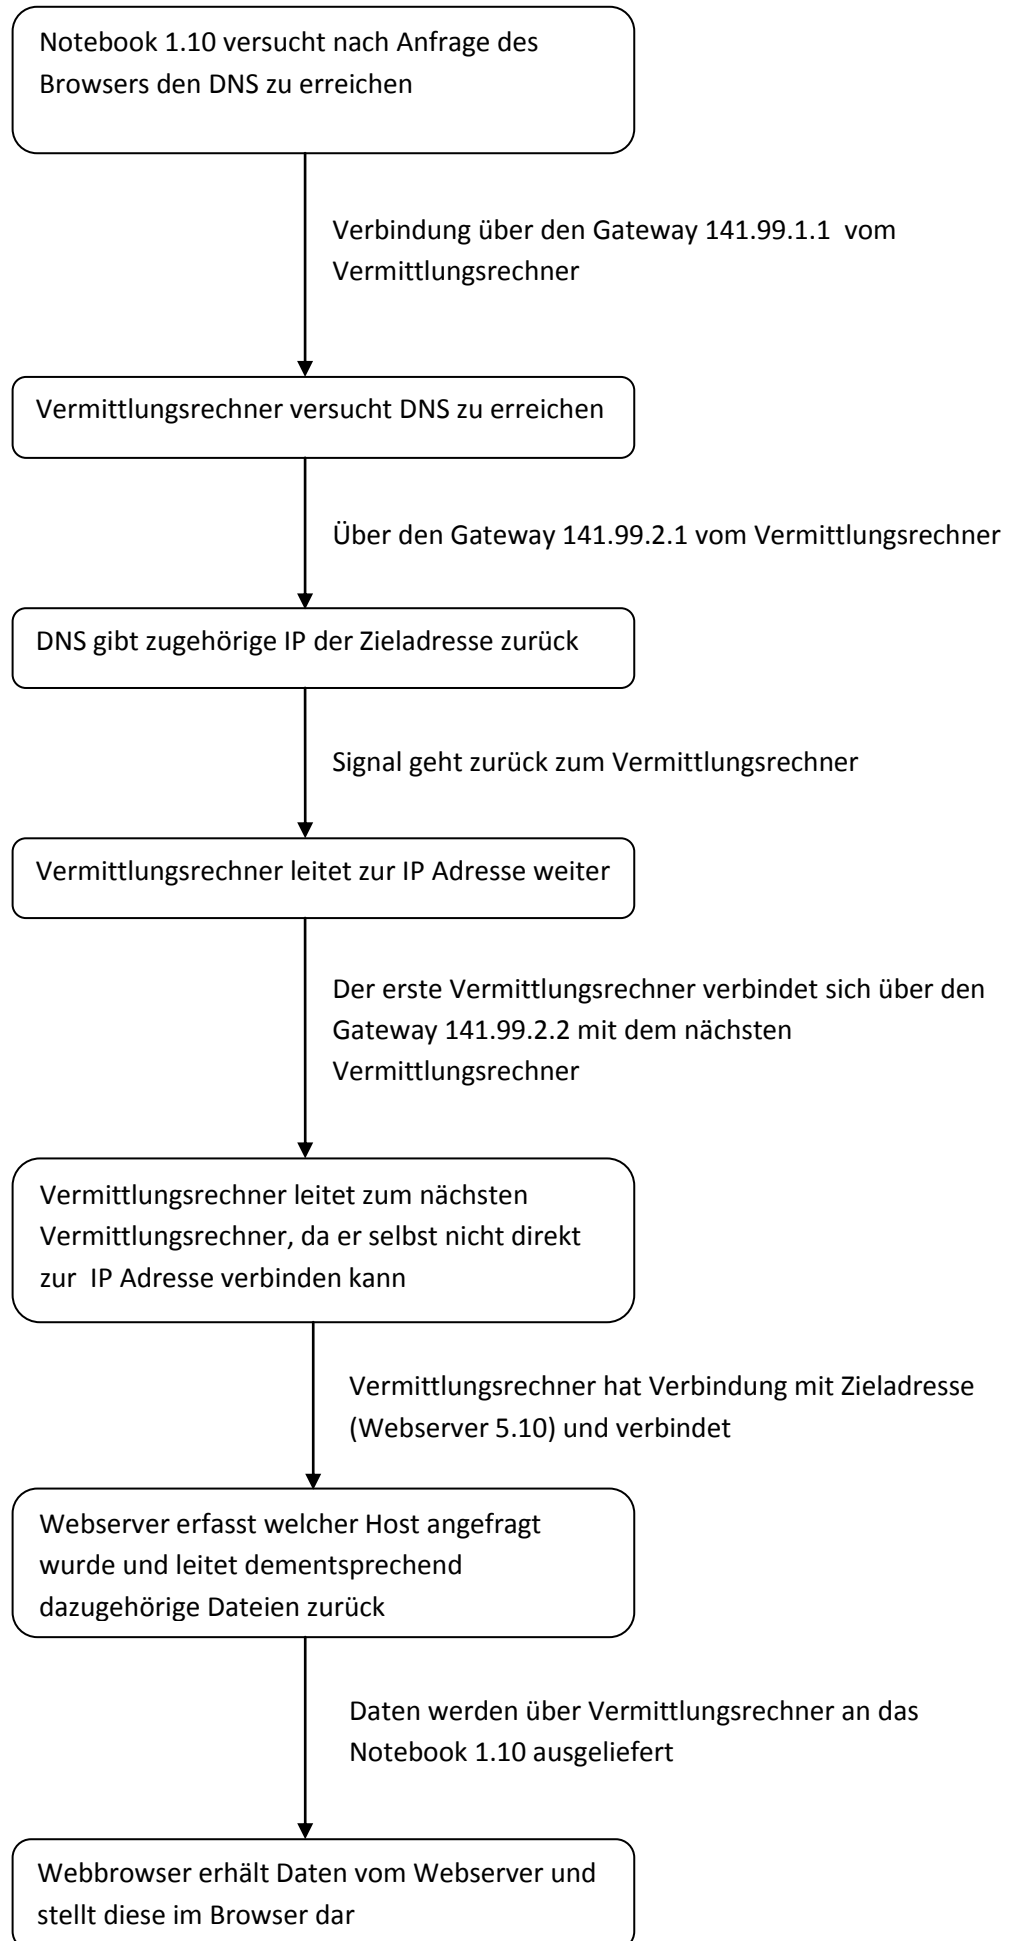 Notebook 1.10 versucht nach Anfrage des
Browsers den DNS zu erreichen
Verbindung über den Gateway 141.99.1.1  vom
Vermittlungsrechner
Vermittlungsrechner versucht DNS zu erreichen
Über den Gateway 141.99.2.1 vom Vermittlungsrechner
DNS gibt zugehörige IP der Zieladresse zurück
Signal geht zurück zum Vermittlungsrechner
Vermittlungsrechner leitet zur IP Adresse weiter
Der erste Vermittlungsrechner verbindet sich über den
Gateway 141.99.2.2 mit dem nächsten
Vermittlungsrechner
Vermittlungsrechner leitet zum nächsten
Vermittlungsrechner, da er selbst nicht direkt
zur  IP Adresse verbinden kann
Vermittlungsrechner hat Verbindung mit Zieladresse
(Webserver 5.10) und verbindet
Webserver erfasst welcher Host angefragt
wurde und leitet dementsprechend
dazugehörige Dateien zurück
Daten werden über Vermittlungsrechner an das
Notebook 1.10 ausgeliefert
Webbrowser erhält Daten vom Webserver und
stellt diese im Browser dar